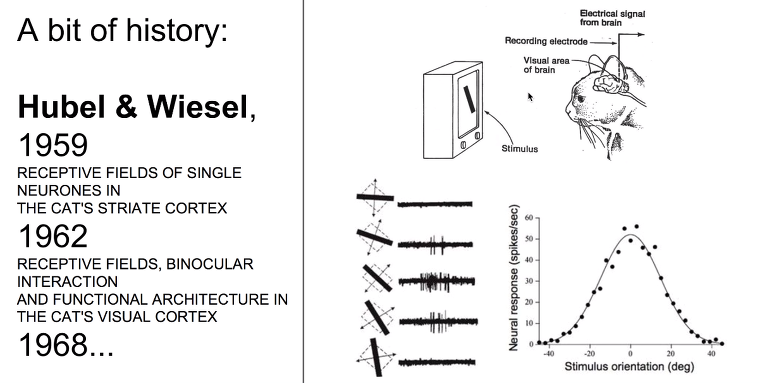 A bit of history:
Hubel & Wiesel,
1959
RECEPTIVE FIELDS OF SINGLE
NEURONES IN
THE CAT'S STRIATE CORTEX
1962
RECEPTIVE FIELDS, BINOCULAR
INTERACTION
AND FUNCTIONAL ARCHITECTURE IN
THE CAT'S VISUAL CORTEX
1968...
Electrical signal
from brain
Recording electrode
Visual area
of brain
Stimulus
Neural response (spikes/sec)
60
50
40
30
20
10
0
-40
-20
0
20
40
Stimulus orientation (deg)